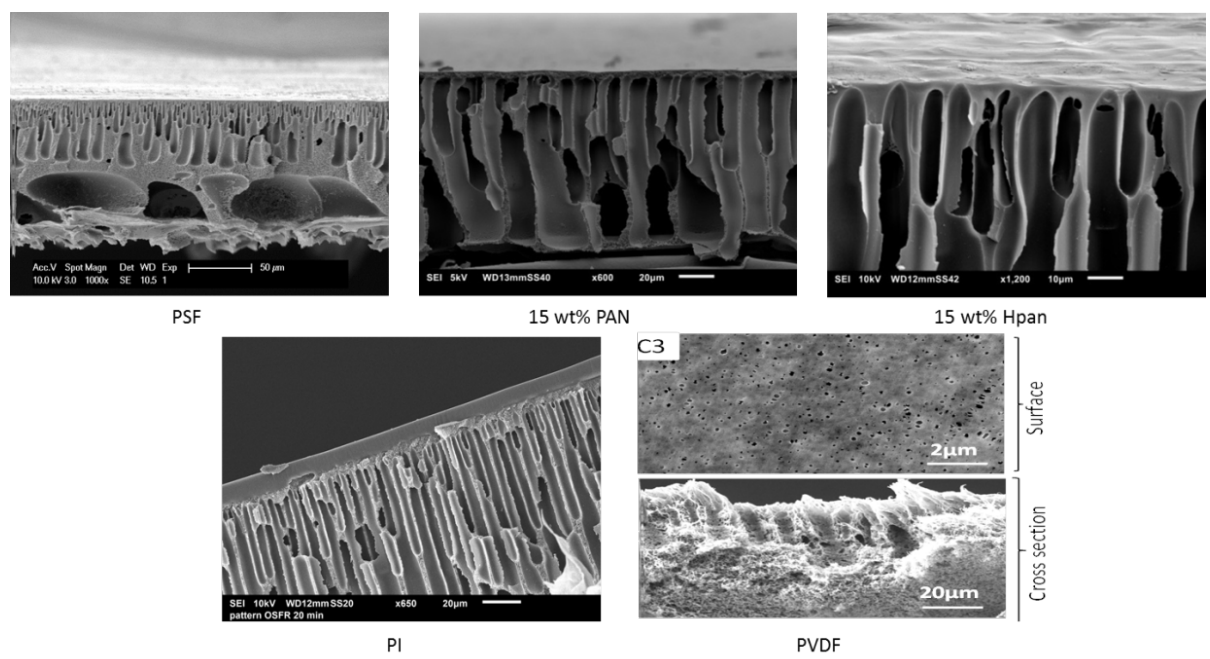 Acc.V Spot Magn Det WD Exp 50 µm
10.0 kV 3.0 1000x SE 10.5 1
SEI 5kV WD13mmSS40 x600 20µm
SEI 10kV WD12mmSS42 x1,200 10µm
PSF
15 wt% PAN
15 wt% Hpan
C3
2µm
Surface
20µm
Cross section
SEI 10kV WD12mmSS20 x650 20µm
pattern OSFR 20 min
PI
PVDF